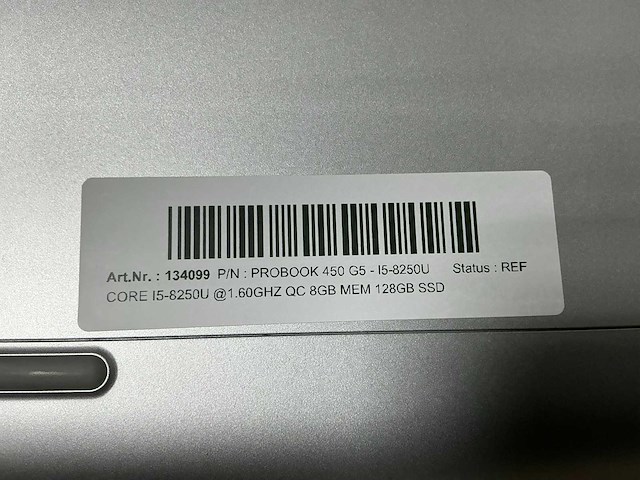 Art.Nr. : 134099 P/N : PROBOOK 450 G5 - I5-8250U Status : REF
CORE I5-8250U @1.60GHZ QC 8GB MEM 128GB SSD